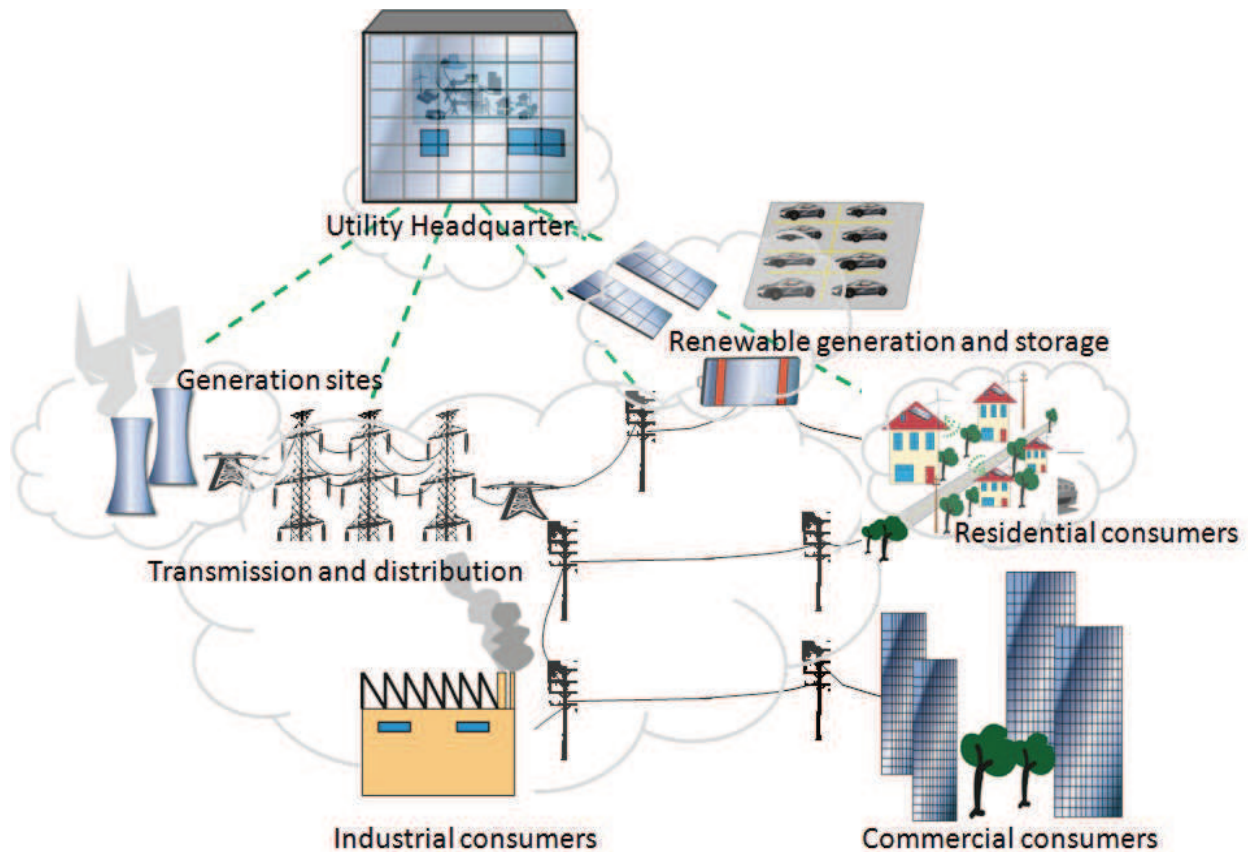 Utility Headquarter
Renewable generation and storage
Generation sites
Residential consumers
Transmission and distribution
Industrial consumers
Commercial consumers